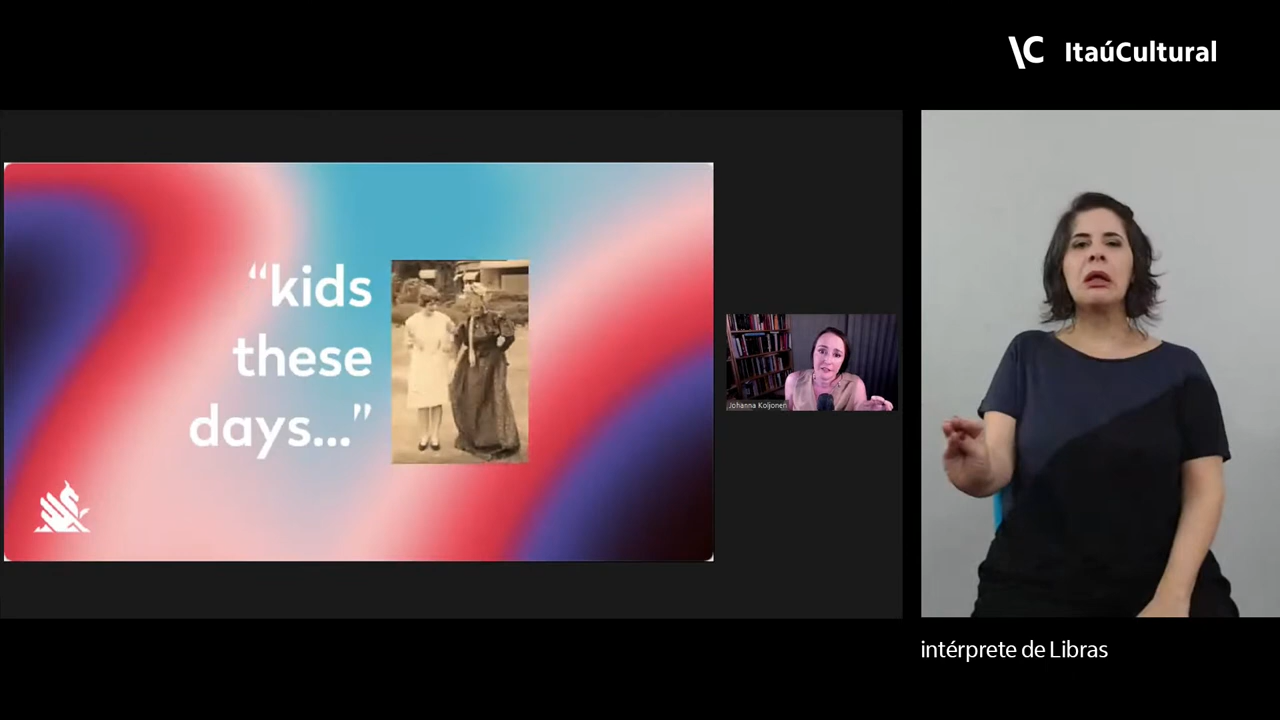 \C ItaúCultural
“kids
these
days...”
Johanna Koljonen
intérprete de Libras